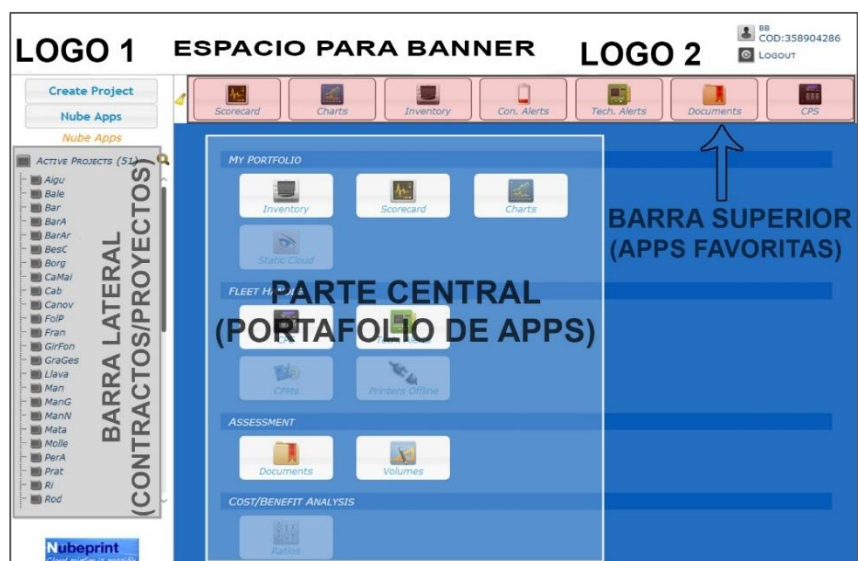 LOGO 1
ESPACIO PARA BANNER
LOGO 2
BB
COD:358904286
LOGOUT
Create Project
Nube Apps
Nube Apps
Scorecard
Charts
Inventory
Con. Alerts
Tech. Alerts
Documents
CPS
ACTIVE PROJECTS (51)
Aigu
Bale
Bar
BarA
BarAr
BesC
Borg
CaMai
Cab
Canov
FolP
Fran
GirFon
GraGes
Llava
Man
ManG
ManN
Mata
Molle
PerA
Prat
Ri
Rod
BARRA LATERAL
(CONTRACTOS/PROYECTOS)
MY PORTFOLIO
Inventory
Scorecard
Charts
Static Cloud
BARRA SUPERIOR
(APPS FAVORITAS)
FLEET
PARTE CENTRAL
(PORTAFOLIO DE APPS)
CPMs
Printers Offline
ASSESSMENT
Documents
Volumes
COST/BENEFIT ANALYSIS
Ratios
Nubeprint